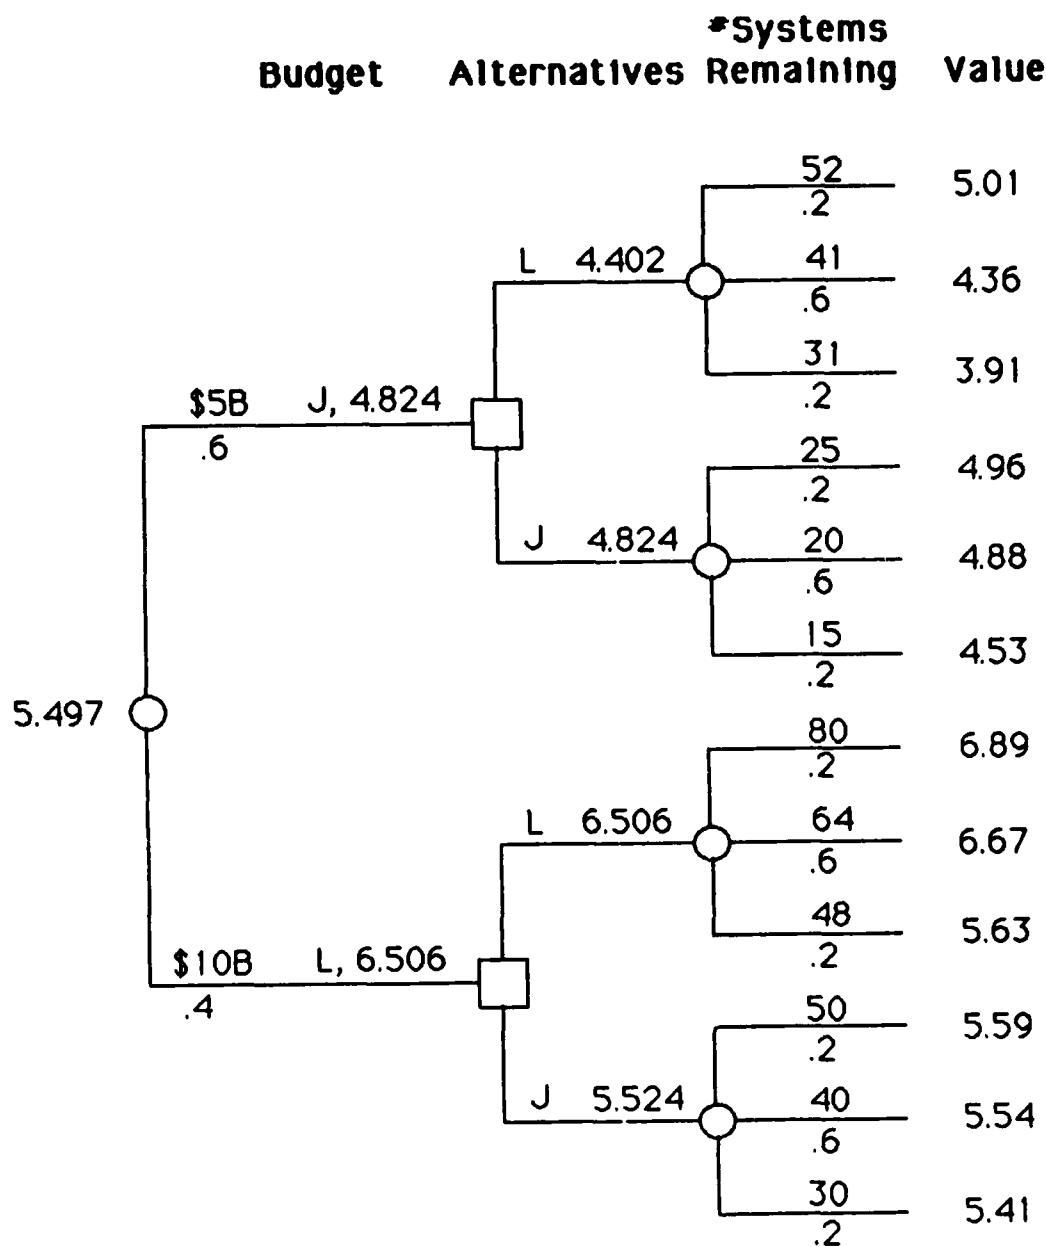 #Systems
Budget Alternatives Remaining Value
52 5.01
.2
L 4.402 41 4.36
.6
31 3.91
.2
$5B J, 4.824
.6
25 4.96
.2
J 4.824 20 4.88
.6
15 4.53
.2
5.497
80 6.89
.2
L 6.506 64 6.67
.6
48 5.63
.2
$10B L, 6.506
.4
50 5.59
.2
J 5.524 40 5.54
.6
30 5.41
.2